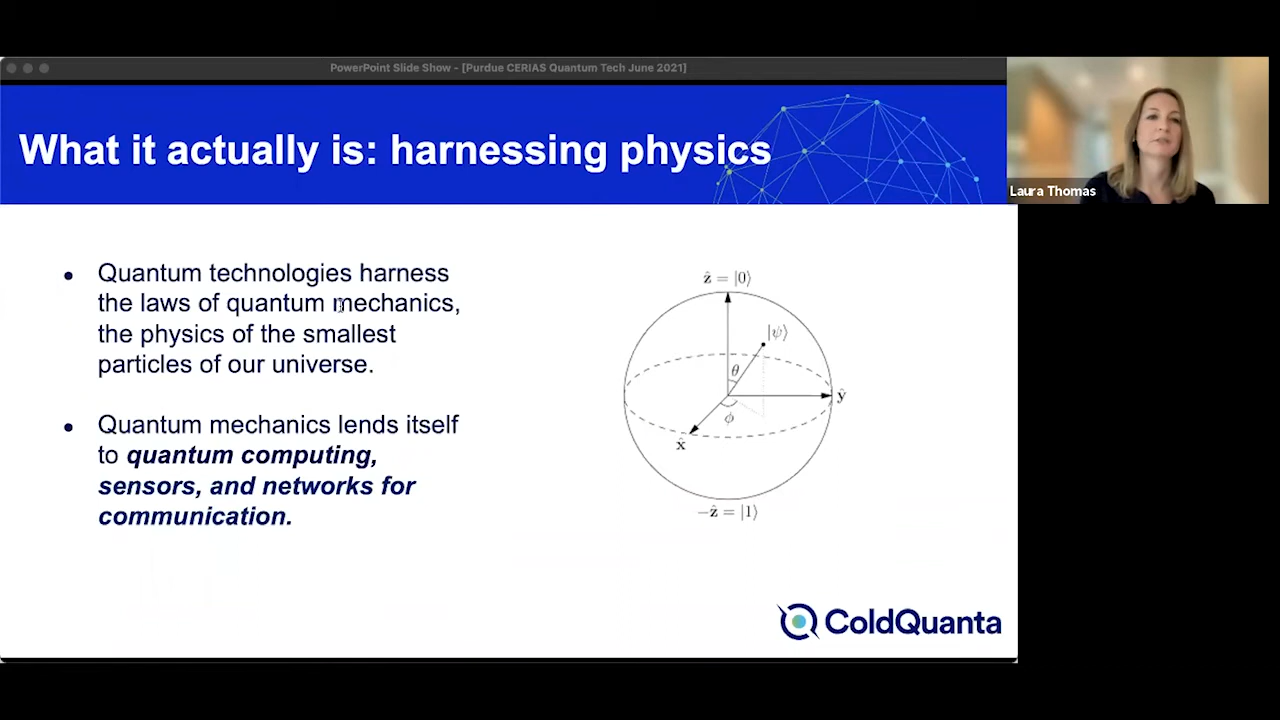 PowerPoint Slide Show - [Purdue CERIAS Quantum Tech June 2021]
What it actually is: harnessing physics
Laura Thomas
• Quantum technologies harness
the laws of quantum mechanics,
the physics of the smallest
particles of our universe.
• Quantum mechanics lends itself
to quantum computing,
sensors, and networks for
communication.
ẑ = |0⟩
|ψ⟩
θ
ŷ
ϕ
x̂
−ẑ = |1⟩
ColdQuanta